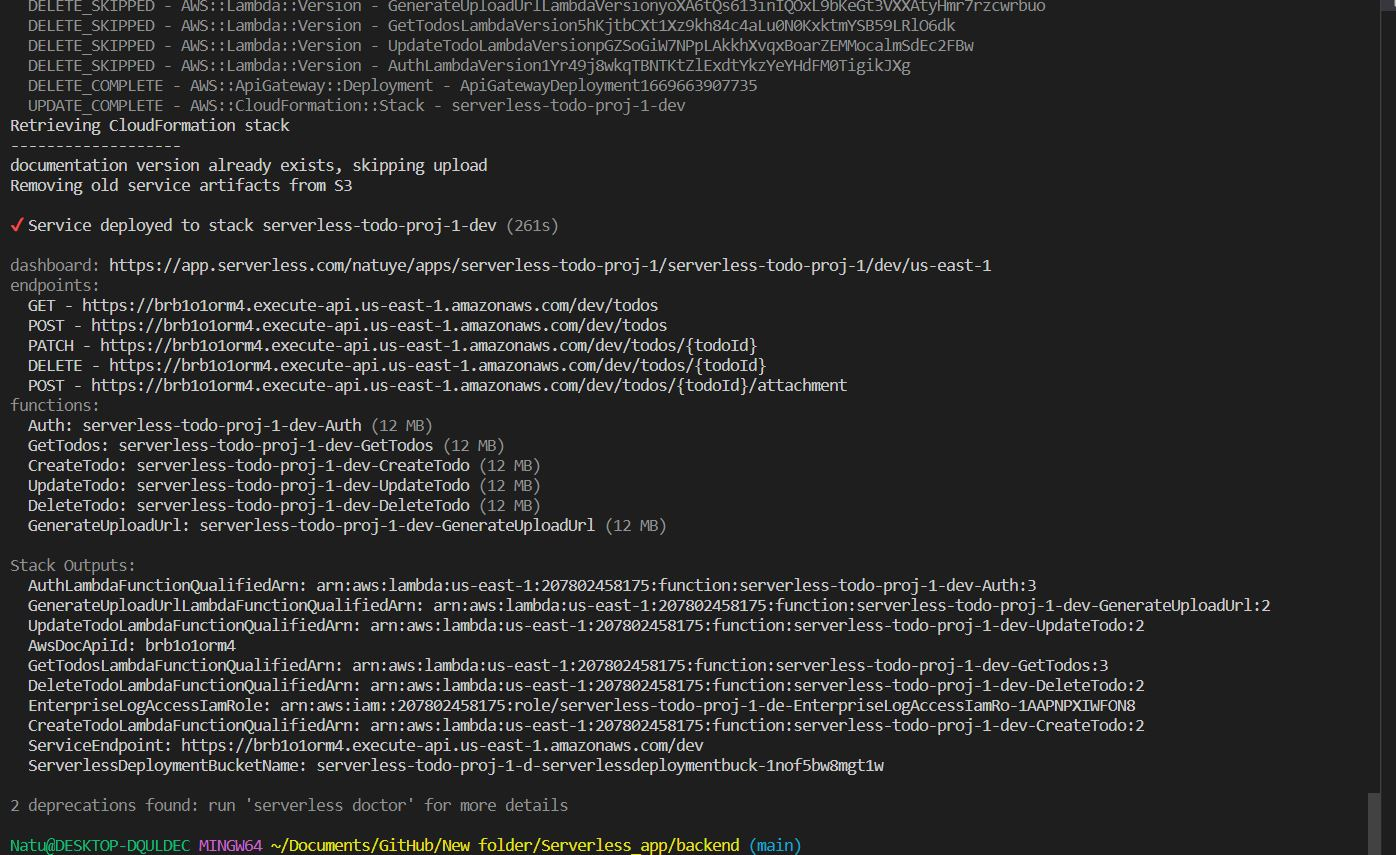 DELETE_SKIPPED - AWS::Lambda::Version - GenerateUploadUrlLambdaVersionyoXA6tQs613inIQOxL9bKeGt3VXXAtyHmr7rzcwrbuo
DELETE_SKIPPED - AWS::Lambda::Version - GetTodosLambdaVersion5hKjtbCXt1Xz9kh84c4aLu0N0KxktmYSB59LRlO6dk
DELETE_SKIPPED - AWS::Lambda::Version - UpdateTodoLambdaVersionpGZSoGiW7NPpLAkkhXvqxBoarZEMMocalmSdEc2FBw
DELETE_SKIPPED - AWS::Lambda::Version - AuthLambdaVersion1Yr49j8wkqTBNTKtZlExdtYkzYeYHdFM0TigikJXg
DELETE_COMPLETE - AWS::ApiGateway::Deployment - ApiGatewayDeployment1669663907735
UPDATE_COMPLETE - AWS::CloudFormation::Stack - serverless-todo-proj-1-dev
Retrieving CloudFormation stack
-------------------
documentation version already exists, skipping upload
Removing old service artifacts from S3
✓ Service deployed to stack serverless-todo-proj-1-dev (261s)
dashboard: https://app.serverless.com/natuye/apps/serverless-todo-proj-1/serverless-todo-proj-1/dev/us-east-1
endpoints:
GET - https://brb1o1orm4.execute-api.us-east-1.amazonaws.com/dev/todos
POST - https://brb1o1orm4.execute-api.us-east-1.amazonaws.com/dev/todos
PATCH - https://brb1o1orm4.execute-api.us-east-1.amazonaws.com/dev/todos/{todoId}
DELETE - https://brb1o1orm4.execute-api.us-east-1.amazonaws.com/dev/todos/{todoId}
POST - https://brb1o1orm4.execute-api.us-east-1.amazonaws.com/dev/todos/{todoId}/attachment
functions:
Auth: serverless-todo-proj-1-dev-Auth (12 MB)
GetTodos: serverless-todo-proj-1-dev-GetTodos (12 MB)
CreateTodo: serverless-todo-proj-1-dev-CreateTodo (12 MB)
UpdateTodo: serverless-todo-proj-1-dev-UpdateTodo (12 MB)
DeleteTodo: serverless-todo-proj-1-dev-DeleteTodo (12 MB)
GenerateUploadUrl: serverless-todo-proj-1-dev-GenerateUploadUrl (12 MB)
Stack Outputs:
AuthLambdaFunctionQualifiedArn: arn:aws:lambda:us-east-1:207802458175:function:serverless-todo-proj-1-dev-Auth:3
GenerateUploadUrlLambdaFunctionQualifiedArn: arn:aws:lambda:us-east-1:207802458175:function:serverless-todo-proj-1-dev-GenerateUploadUrl:2
UpdateTodoLambdaFunctionQualifiedArn: arn:aws:lambda:us-east-1:207802458175:function:serverless-todo-proj-1-dev-UpdateTodo:2
AwsDocApiId: brb1o1orm4
GetTodosLambdaFunctionQualifiedArn: arn:aws:lambda:us-east-1:207802458175:function:serverless-todo-proj-1-dev-GetTodos:3
DeleteTodoLambdaFunctionQualifiedArn: arn:aws:lambda:us-east-1:207802458175:function:serverless-todo-proj-1-dev-DeleteTodo:2
EnterpriseLogAccessIamRole: arn:aws:iam::207802458175:role/serverless-todo-proj-1-de-EnterpriseLogAccessIamRo-1AAPNPXIWFON8
CreateTodoLambdaFunctionQualifiedArn: arn:aws:lambda:us-east-1:207802458175:function:serverless-todo-proj-1-dev-CreateTodo:2
ServiceEndpoint: https://brb1o1orm4.execute-api.us-east-1.amazonaws.com/dev
ServerlessDeploymentBucketName: serverless-todo-proj-1-d-serverlessdeploymentbuck-1nof5bw8mgt1w
2 deprecations found: run 'serverless doctor' for more details
Natu@DESKTOP-DQULDEC MINGW64 ~/Documents/GitHub/New folder/Serverless_app/backend (main)